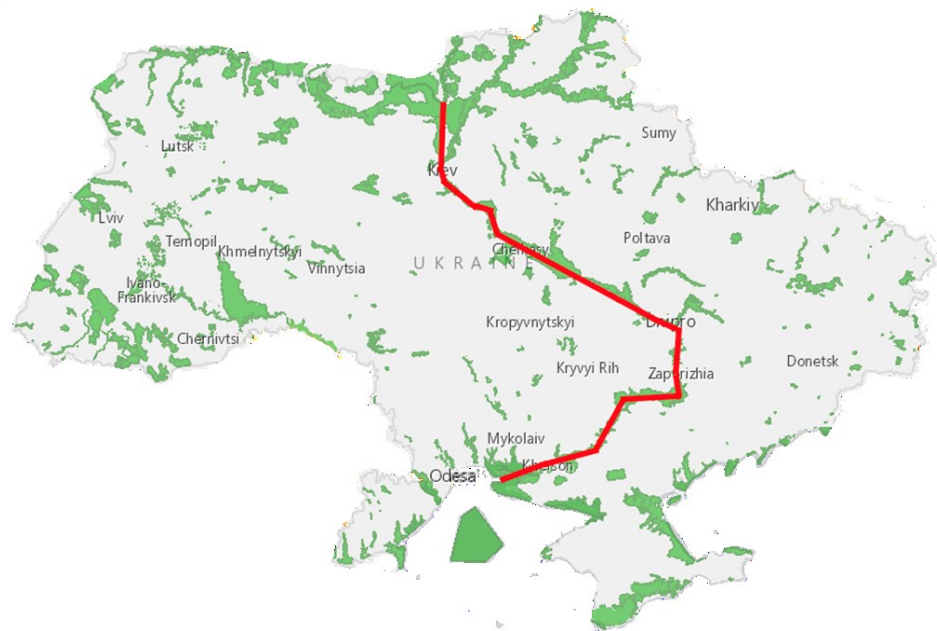 Sumy
Lutsk
Kiev
Kharkiv
Lviv
Ternopil
Poltava
Khmelnytskyi
Cherkasy
Vinnytsia
UKRAINE
Ivano-
Frankivsk
Kropyvnytskyi
Dnipro
Chernivtsi
Donetsk
Kryvyi Rih
Zaporizhia
Mykolaiv
Kherson
Odesa